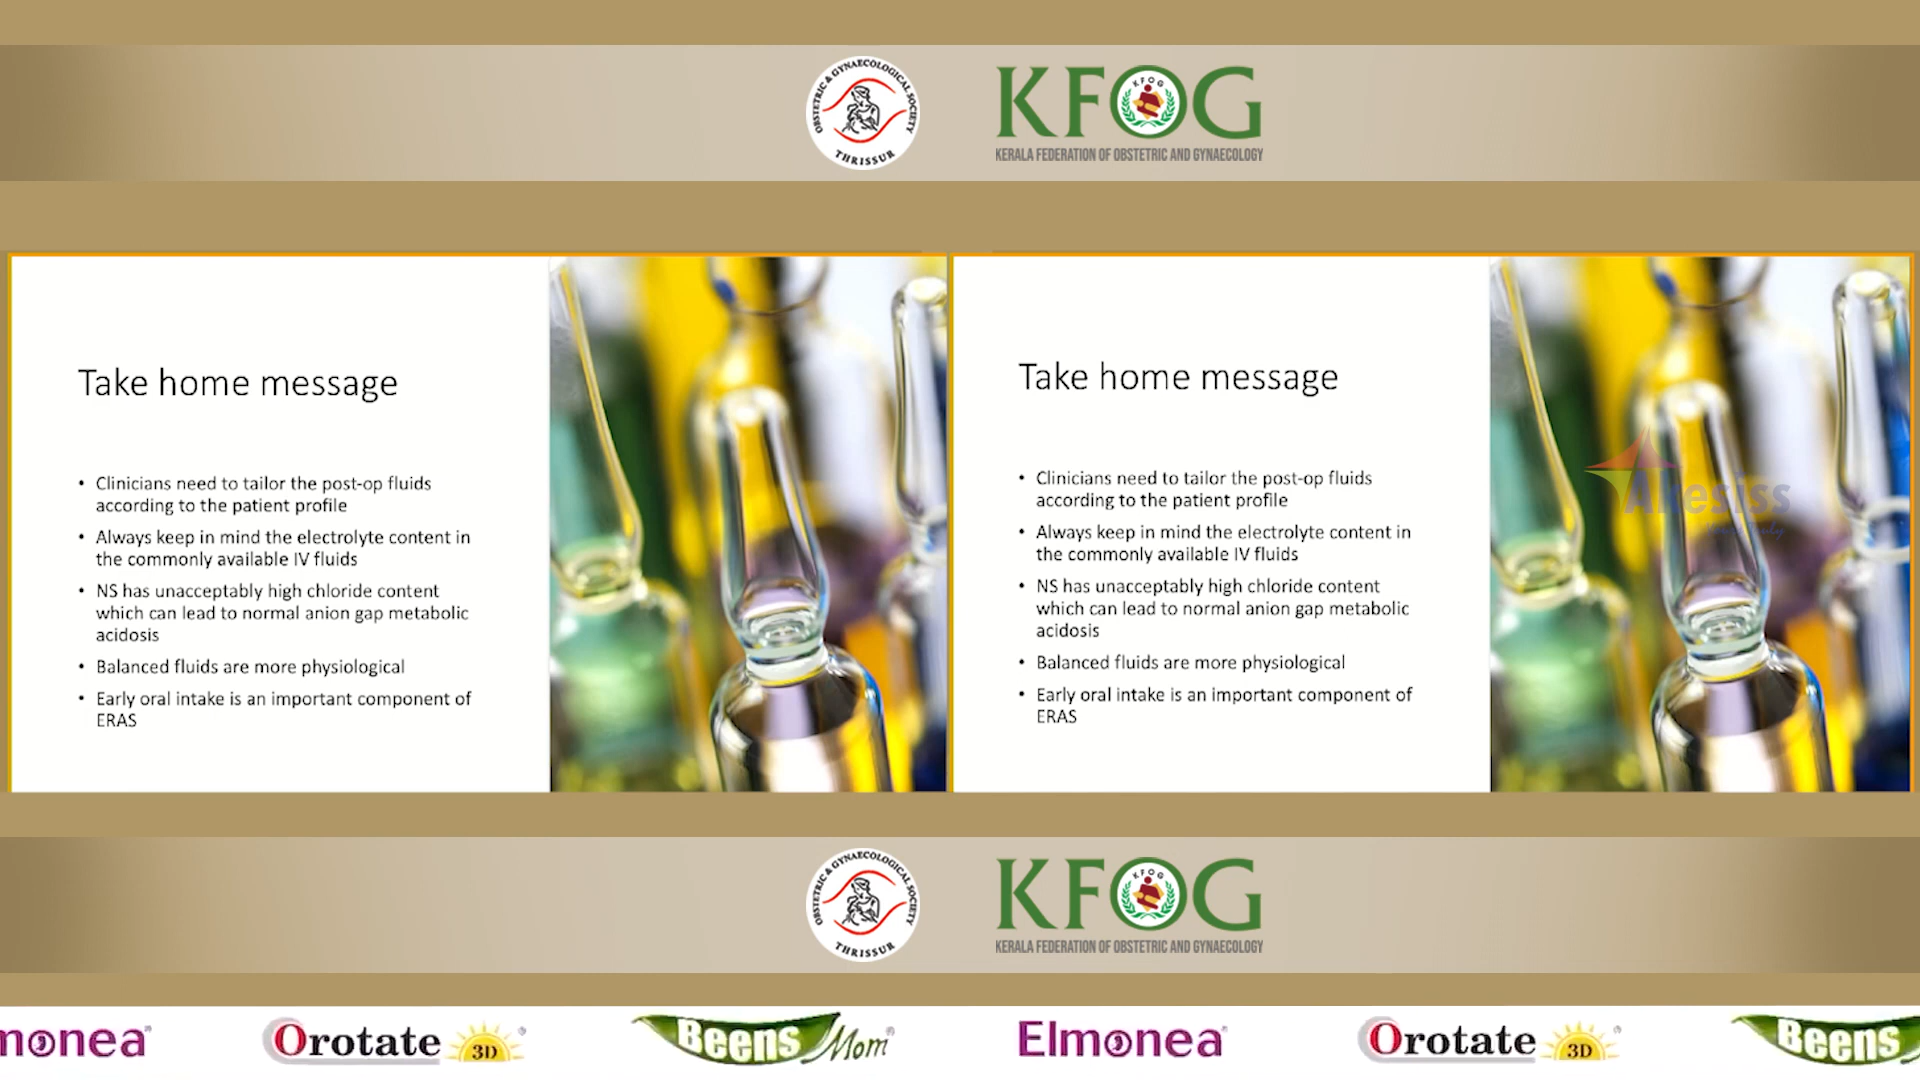 OBSTETRIC & GYNAECOLOGICAL SOCIETY
THRISSUR
KFOG
KFOG
KERALA FEDERATION OF OBSTETRIC AND GYNAECOLOGY
Take home message
• Clinicians need to tailor the post-op fluids
according to the patient profile
• Always keep in mind the electrolyte content in
the commonly available IV fluids
• NS has unacceptably high chloride content
which can lead to normal anion gap metabolic
acidosis
• Balanced fluids are more physiological
• Early oral intake is an important component of
ERAS
Take home message
• Clinicians need to tailor the post-op fluids
according to the patient profile
• Always keep in mind the electrolyte content in
the commonly available IV fluids
• NS has unacceptably high chloride content
which can lead to normal anion gap metabolic
acidosis
• Balanced fluids are more physiological
• Early oral intake is an important component of
ERAS
Akesiss
OBSTETRIC & GYNAECOLOGICAL SOCIETY
THRISSUR
KFOG
KFOG
KERALA FEDERATION OF OBSTETRIC AND GYNAECOLOGY
monea® Orotate 3D® Beens Mom® Elmonea® Orotate 3D® Beens